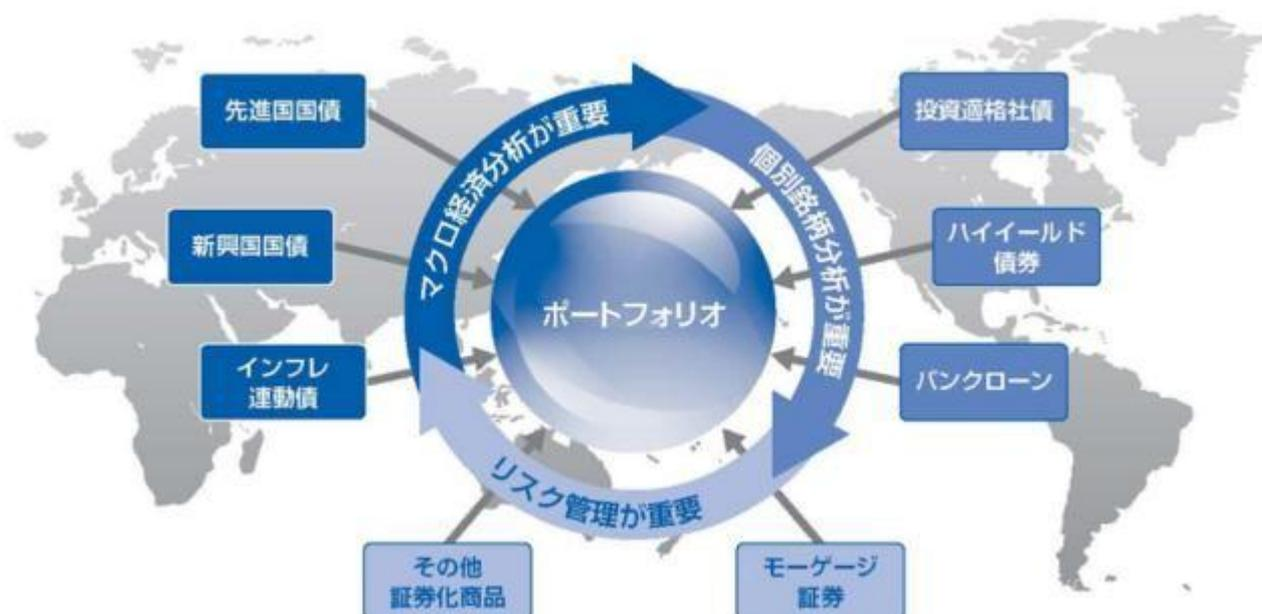 先進国国債
新興国国債
インフレ
連動債
マクロ経済分析が重要
ポートフォリオ
個別銘柄分析が重要
投資適格社債
ハイイールド
債券
バンクローン
リスク管理が重要
その他
証券化商品
モーゲージ
証券